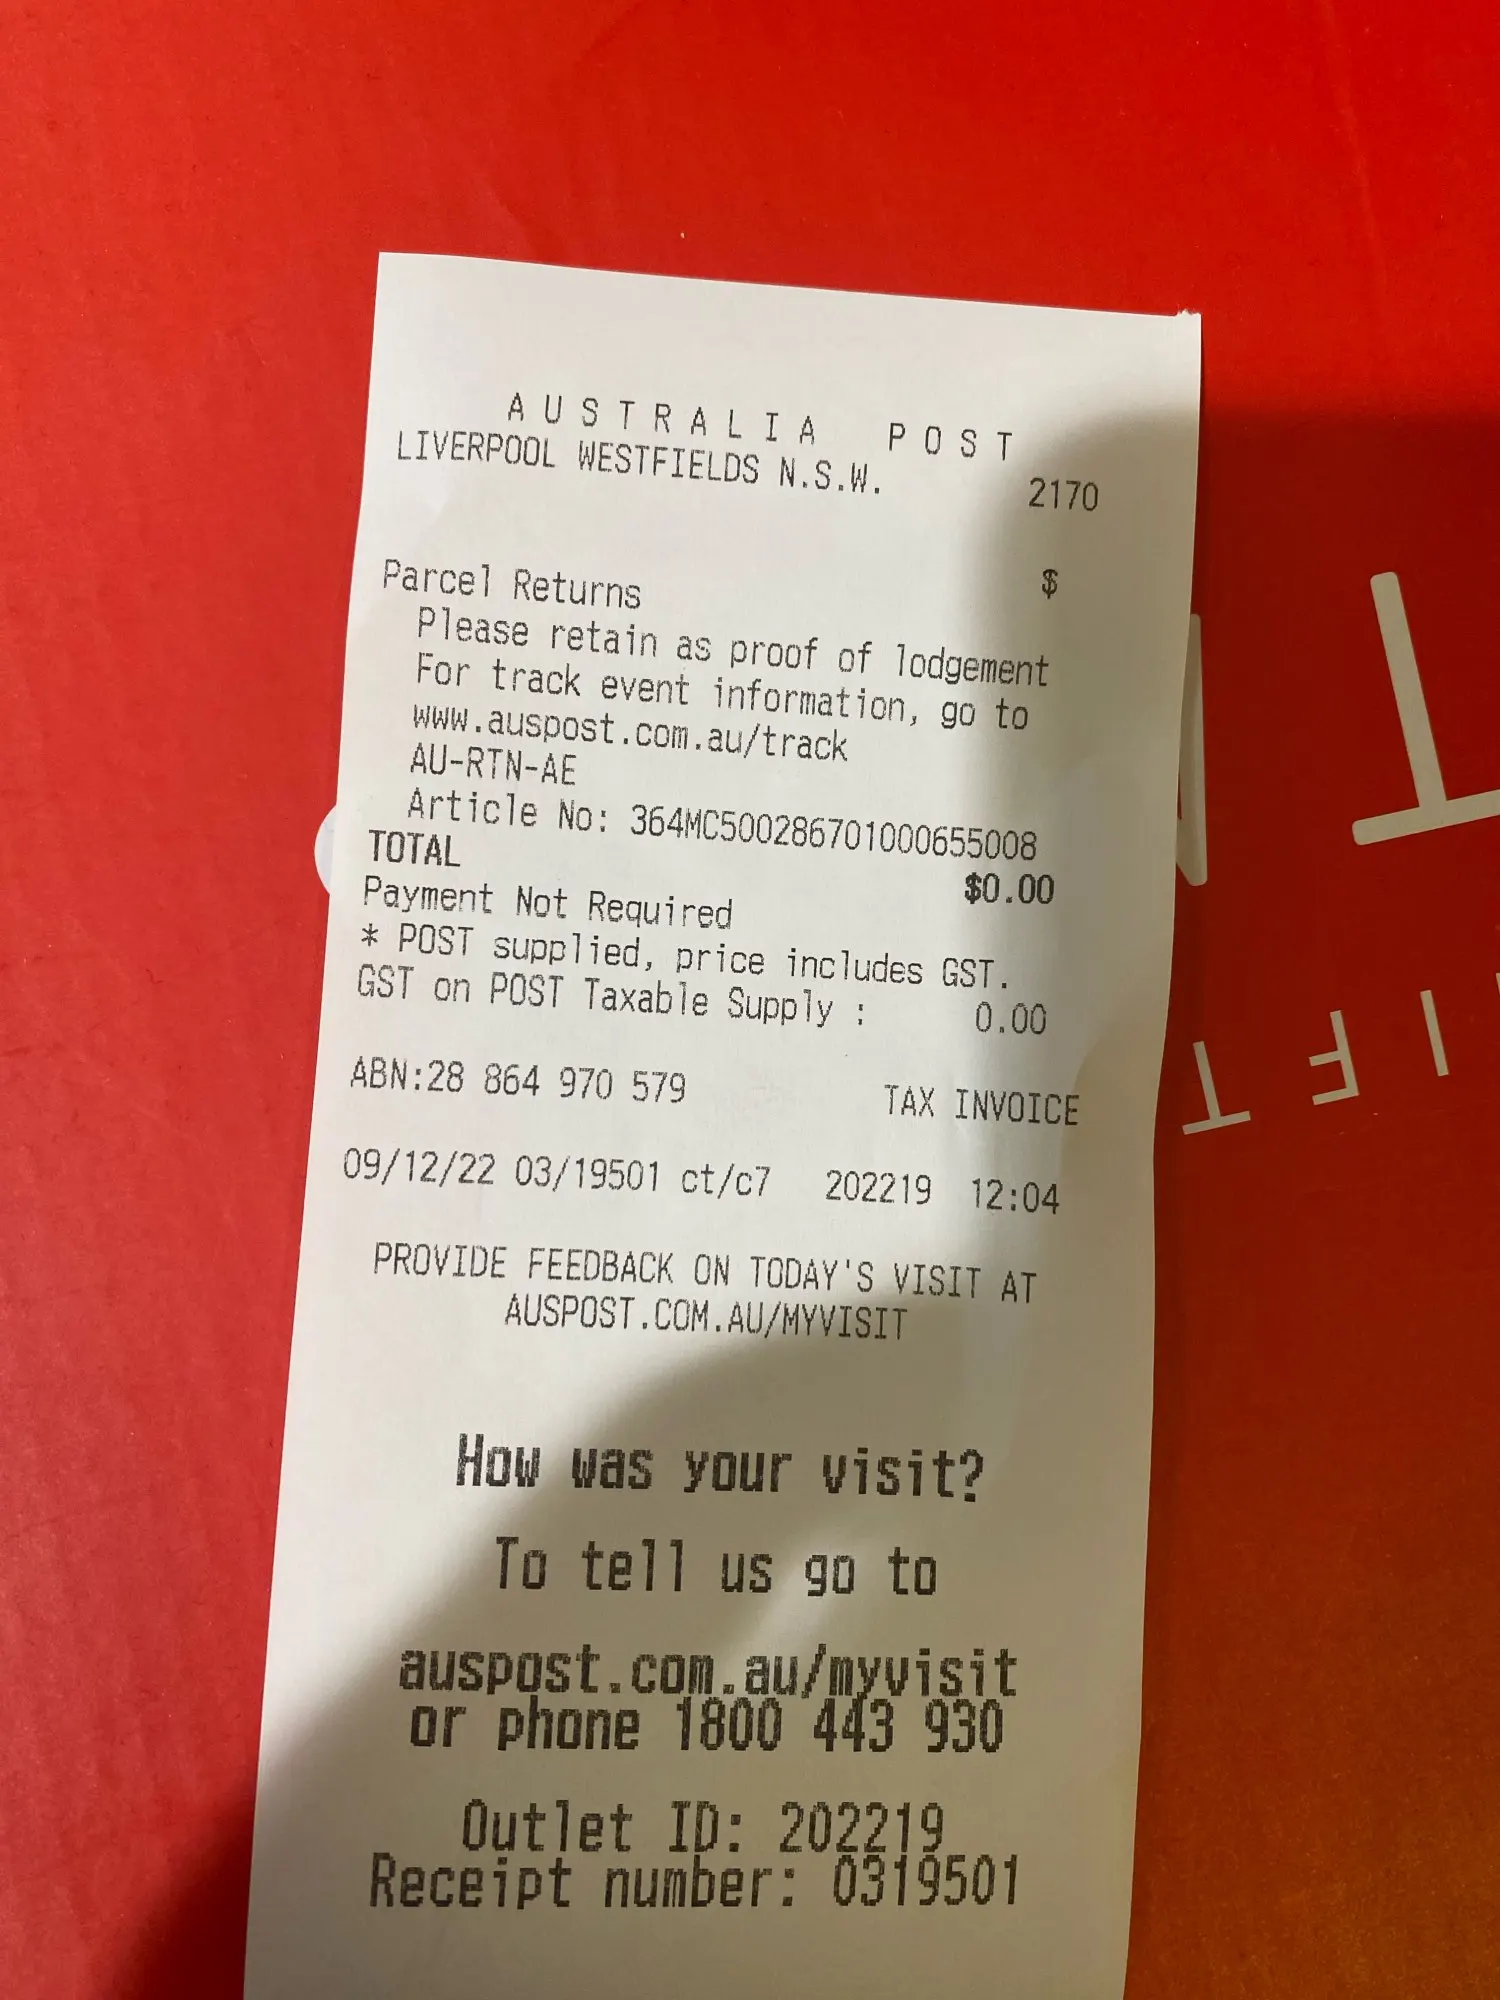 AUSTRALIA POST
LIVERPOOL WESTFIELDS N.S.W. 2170
Parcel Returns $
Please retain as proof of lodgement
For track event information, go to
www.auspost.com.au/track
AU-RTN-AE
Article No: 364MC500286701000655008
TOTAL $0.00
Payment Not Required
* POST supplied, price includes GST.
GST on POST Taxable Supply : 0.00
ABN:28 864 970 579 TAX INVOICE
09/12/22 03/19501 ct/c7 202219 12:04
PROVIDE FEEDBACK ON TODAY'S VISIT AT
AUSPOST.COM.AU/MYVISIT
How was your visit?
To tell us go to
auspost.com.au/myvisit
or phone 1800 443 930
Outlet ID: 202219
Receipt number: 0319501